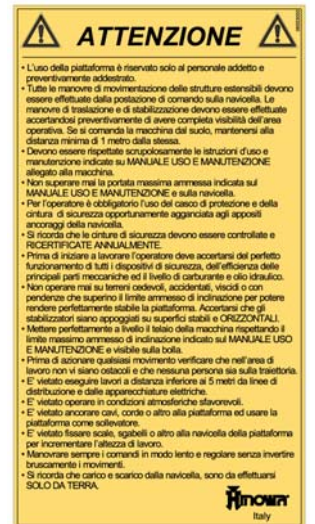 ATTENZIONE
• L'uso della piattaforma è riservato solo al personale addetto e
preventivamente addestrato.
• Tutte le manovre di movimentazione delle strutture estensibili devono
essere effettuate dalla postazione di comando sulla navicella. Le
manovre di traslazione e di stabilizzazione devono essere effettuate
accertandosi preventivamente di avere completa visibilità dell'area
operativa. Se si comanda la macchina dal suolo, mantenersi alla
distanza minima di 1 metro dalla stessa.
• Devono essere rispettate scrupolosamente le istruzioni d'uso e
manutenzione indicate su MANUALE USO E MANUTENZIONE
allegato alla macchina.
• Non superare mai la portata massima ammessa indicata sul
MANUALE USO E MANUTENZIONE e sulla navicella.
• Per l'operatore è obbligatorio l'uso del casco di protezione e della
cintura di sicurezza opportunamente agganciata agli appositi
ancoraggi della navicella.
• Si ricorda che le cinture di sicurezza devono essere controllate e
RICERTIFICATE ANNUALMENTE.
• Prima di iniziare a lavorare l'operatore deve accertarsi del perfetto
funzionamento di tutti i dispositivi di sicurezza, dell'efficienza delle
principali parti meccaniche ed il livello di carburante e olio idraulico.
• Non operare mai su terreni cedevoli, accidentati, viscidi o con
pendenze che superino il limite ammesso di inclinazione per potere
rendere perfettamente stabile la piattaforma. Accertarsi che gli
stabilizzatori siano appoggiati su superfici stabili e ORIZZONTALI.
• Mettere perfettamente a livello il telaio della macchina rispettando il
limite massimo ammesso di inclinazione indicato sul MANUALE USO
E MANUTENZIONE e visibile sulla bolla.
• Prima di azionare qualsiasi movimento verificare che nell'area di
lavoro non vi siano ostacoli e che nessuna persona sia sulla traiettoria.
• E' vietato eseguire lavori a distanza inferiore ai 5 metri da linee di
distribuzione e dalle apparecchiature elettriche.
• E' vietato operare in condizioni atmosferiche sfavorevoli.
• E' vietato ancorare cavi, corde o altro alla piattaforma ed usare la
piattaforma come sollevatore.
• E' vietato fissare scale, sgabelli o altro alla navicella della piattaforma
per incrementare l'altezza di lavoro.
• Manovrare sempre i comandi in modo lento e regolare senza invertire
bruscamente i movimenti.
• Si ricorda che carico e scarico dalla navicella, sono da effettuarsi
SOLO DA TERRA.
Italy